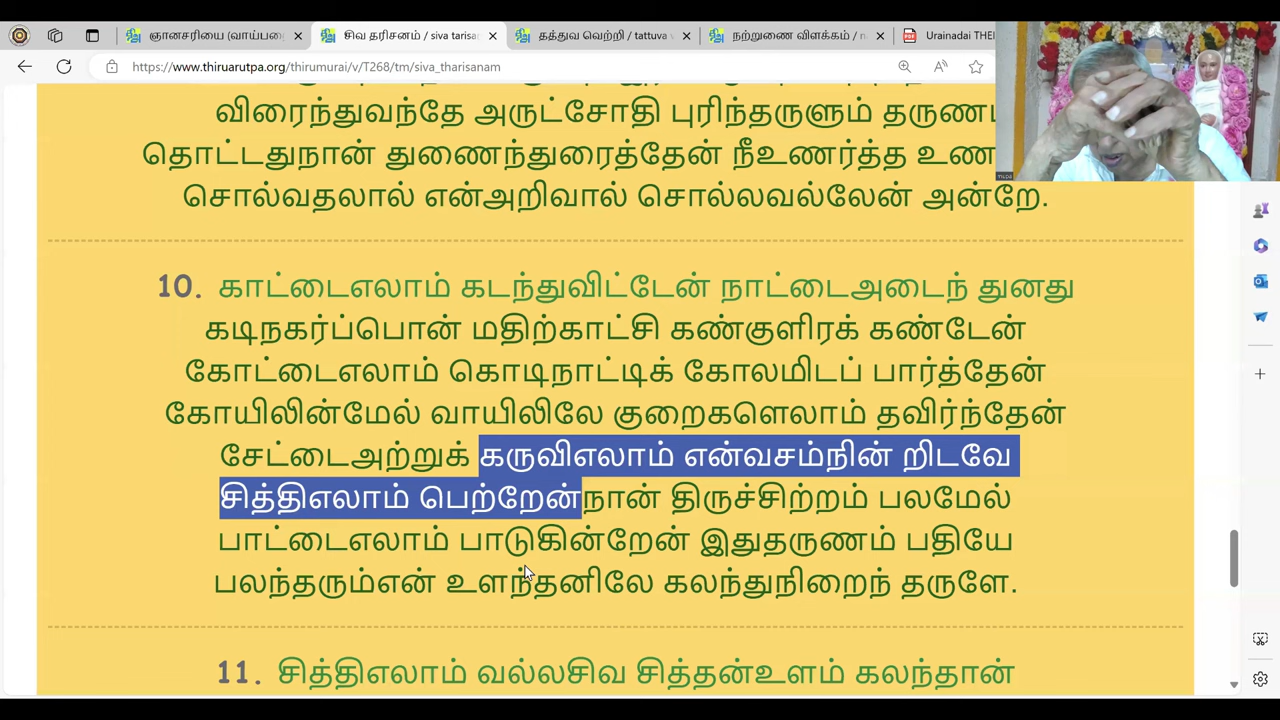 ஞானசரியை (வாய்பறை
சிவ தரிசனம் / siva tarisan
தத்துவ வெற்றி / tattuva v
நற்றுணை விளக்கம் / n
Urainadai THEI
https://www.thiruarutpa.org/thirumurai/v/T268/tm/siva_tharisanam
விரைந்துவந்தே அருட்சோதி புரிந்தருளும் தருண
தொட்டதுநான் துணைந்துரைத்தேன் நீஉணர்த்த உண
சொல்வதலால் என்அறிவால் சொல்லவல்லேன் அன்றே.
10. காட்டைஎலாம் கடந்துவிட்டேன் நாட்டைஅடைந் துனது
கடிநகர்ப்பொன் மதிற்காட்சி கண்குளிரக் கண்டேன்
கோட்டைஎலாம் கொடிநாட்டிக் கோலமிடப் பார்த்தேன்
கோயிலின்மேல் வாயிலிலே குறைகளெலாம் தவிர்ந்தேன்
சேட்டைஅற்றுக் கருவிஎலாம் என்வசம்நின் றிடவே
சித்திஎலாம் பெற்றேன்நான் திருச்சிற்றம் பலமேல்
பாட்டைஎலாம் பாடுகின்றேன் இதுதருணம் பதியே
பலந்தரும்என் உளந்தனிலே கலந்துநிறைந் தருளே.
11. சித்திஎலாம் வல்லசிவ சித்தன்உளம் கலந்தான்